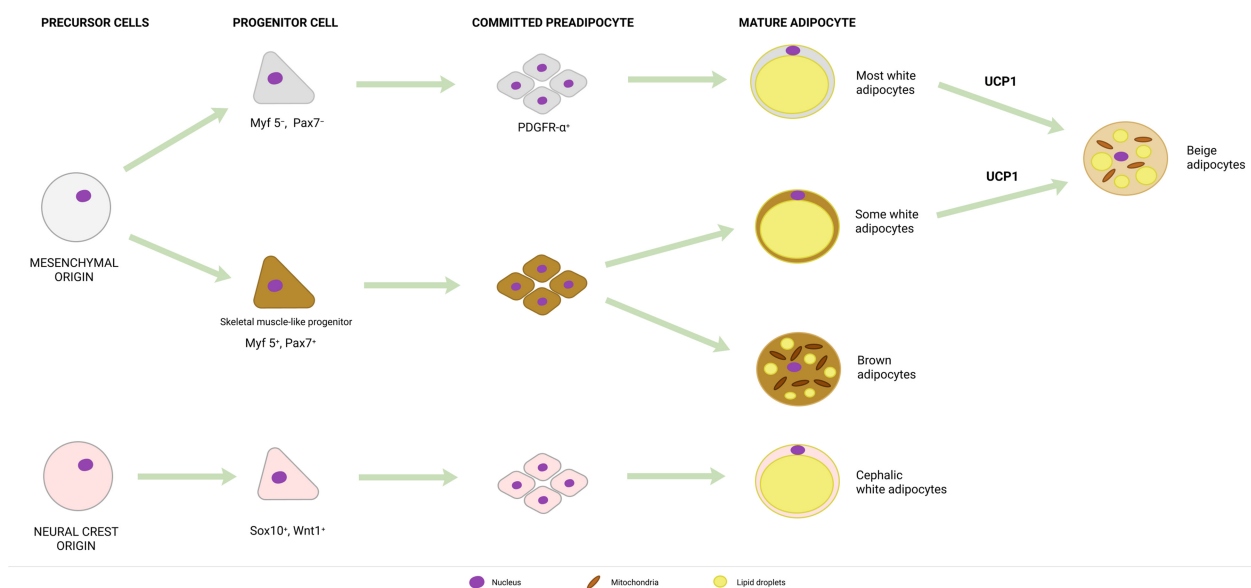 PRECURSOR CELLS
PROGENITOR CELL
COMMITTED PREADIPOCYTE
MATURE ADIPOCYTE
Myf 5⁻, Pax7⁻
PDGFR-α⁺
Most white
adipocytes
UCP1
Beige
adipocytes
UCP1
MESENCHYMAL
ORIGIN
Skeletal muscle-like progenitor
Myf 5⁺, Pax7⁺
Some white
adipocytes
Brown
adipocytes
NEURAL CREST
ORIGIN
Sox10⁺, Wnt1⁺
Cephalic
white adipocytes
Nucleus
Mitochondria
Lipid droplets